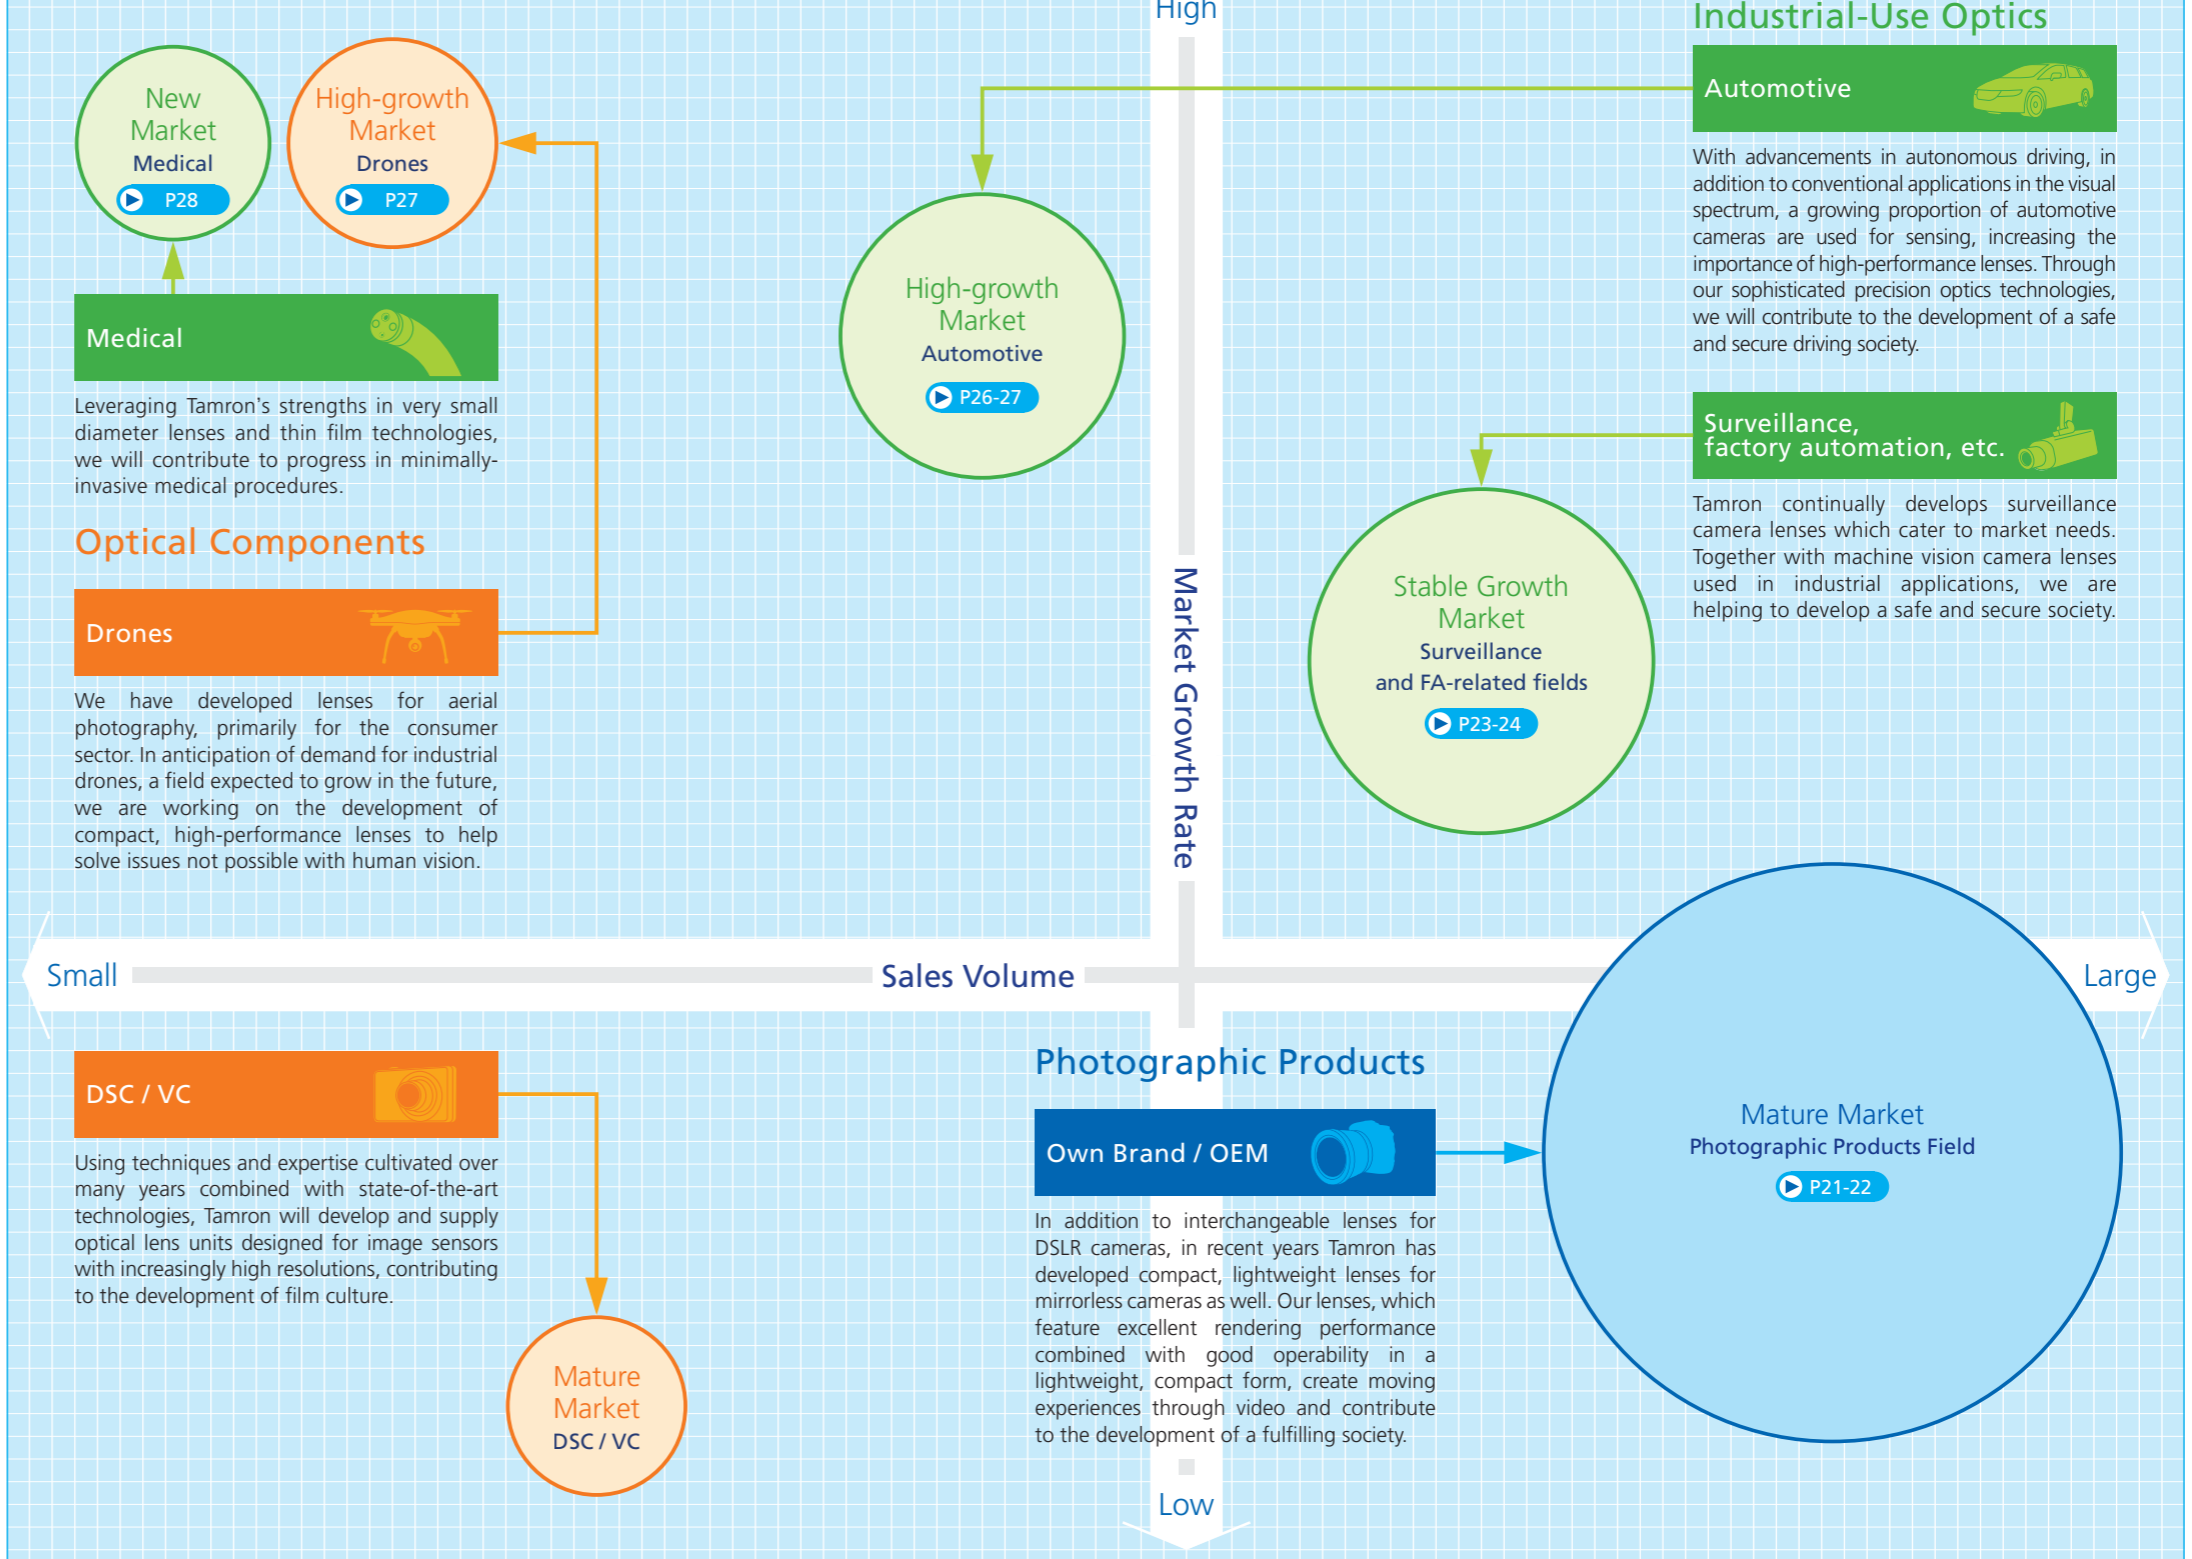 High
New
Market
Medical
P28
High-growth
Market
Drones
P27
Medical
Leveraging Tamron's strengths in very small
diameter lenses and thin film technologies,
we will contribute to progress in minimally-
invasive medical procedures.
Optical Components
Drones
We have developed lenses for aerial
photography, primarily for the consumer
sector. In anticipation of demand for industrial
drones, a field expected to grow in the future,
we are working on the development of
compact, high-performance lenses to help
solve issues not possible with human vision.
High-growth
Market
Automotive
P26-27
Industrial-Use Optics
Automotive
With advancements in autonomous driving, in
addition to conventional applications in the visual
spectrum, a growing proportion of automotive
cameras are used for sensing, increasing the
importance of high-performance lenses. Through
our sophisticated precision optics technologies,
we will contribute to the development of a safe
and secure driving society.
Surveillance,
factory automation, etc.
Tamron continually develops surveillance
camera lenses which cater to market needs.
Together with machine vision camera lenses
used in industrial applications, we are
helping to develop a safe and secure society.
Stable Growth
Market
Surveillance
and FA-related fields
P23-24
Market Growth Rate
Small
Sales Volume
Large
DSC / VC
Using techniques and expertise cultivated over
many years combined with state-of-the-art
technologies, Tamron will develop and supply
optical lens units designed for image sensors
with increasingly high resolutions, contributing
to the development of film culture.
Mature
Market
DSC / VC
Photographic Products
Own Brand / OEM
In addition to interchangeable lenses for
DSLR cameras, in recent years Tamron has
developed compact, lightweight lenses for
mirrorless cameras as well. Our lenses, which
feature excellent rendering performance
combined with good operability in a
lightweight, compact form, create moving
experiences through video and contribute
to the development of a fulfilling society.
Mature Market
Photographic Products Field
P21-22
Low